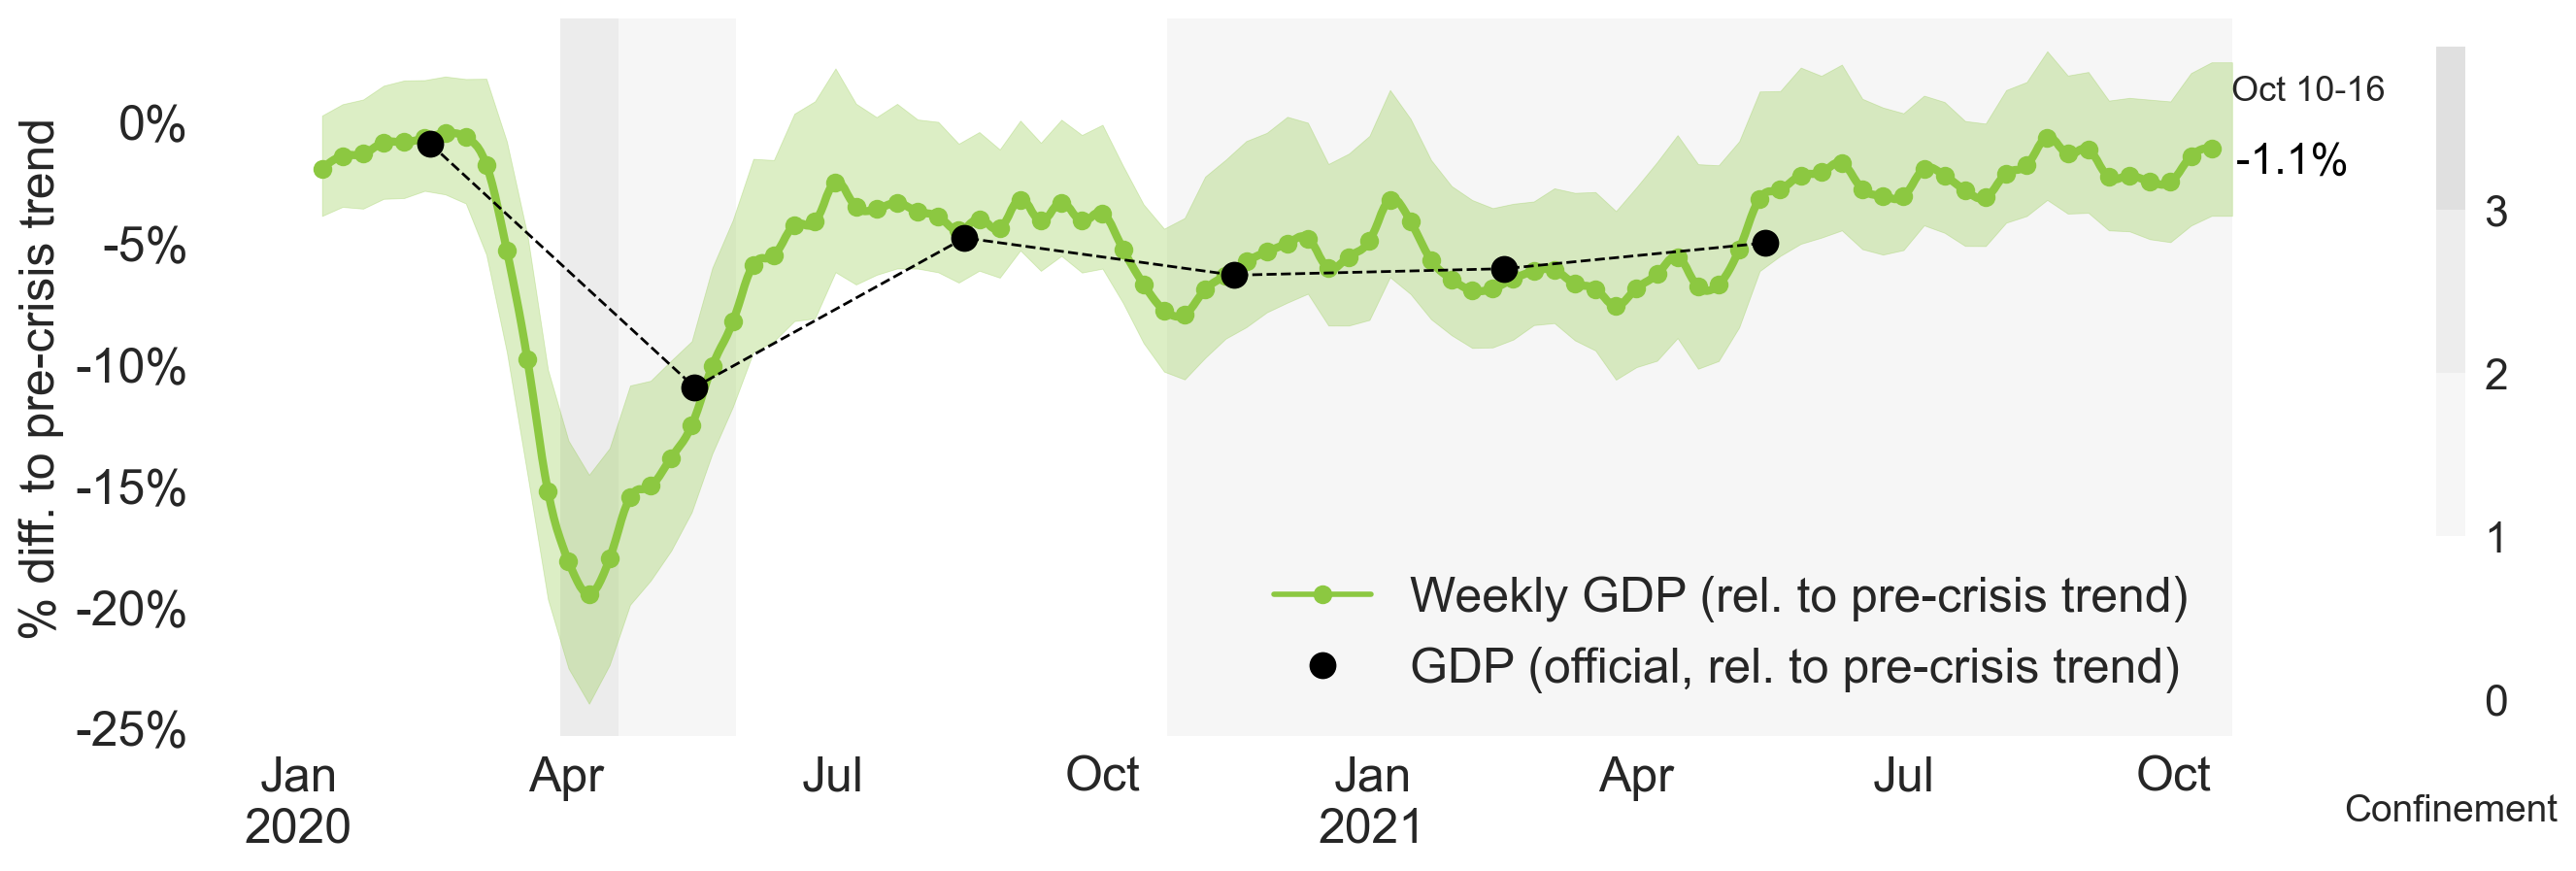 % diff. to pre-crisis trend
0%
-5%
-10%
-15%
-20%
-25%
Jan
2020
Apr
Jul
Oct
Jan
2021
Apr
Jul
Oct
Oct 10-16
-1.1%
Weekly GDP (rel. to pre-crisis trend)
GDP (official, rel. to pre-crisis trend)
3
2
1
0
Confinement